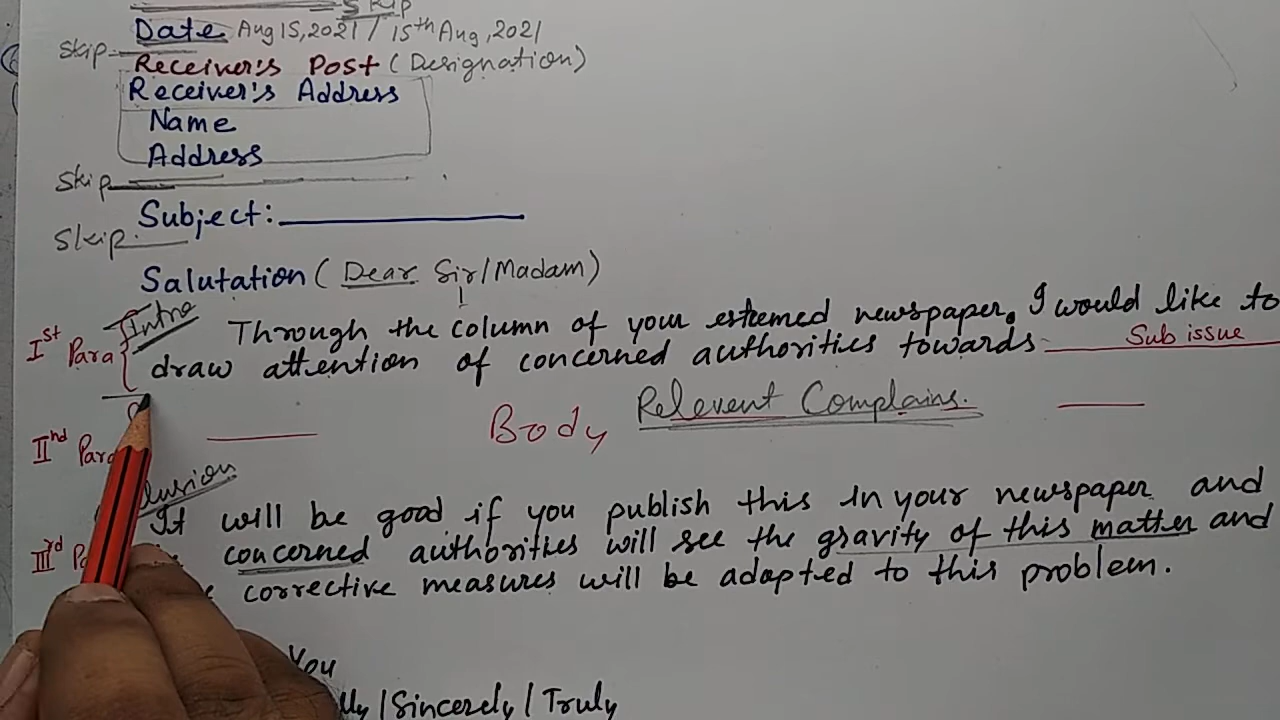 Skip
Date Aug 15, 2021 / 15th Aug, 2021
Skip
Receiver's Post (Designation)
Receiver's Address
Name
Address
Skip
Subject:
Skip
Salutation (Dear Sir/Madam)
Ist Para Intro
Through the column of your esteemed newspaper, I would like to
draw attention of concerned authorities towards Sub issue
Body Relevent Complains.
IInd Para
It will be good if you publish this in your newspaper and
IIIrd
concerned authorities will see the gravity of this matter and
corrective measures will be adapted to this problem.
You
Sincerely / Truly